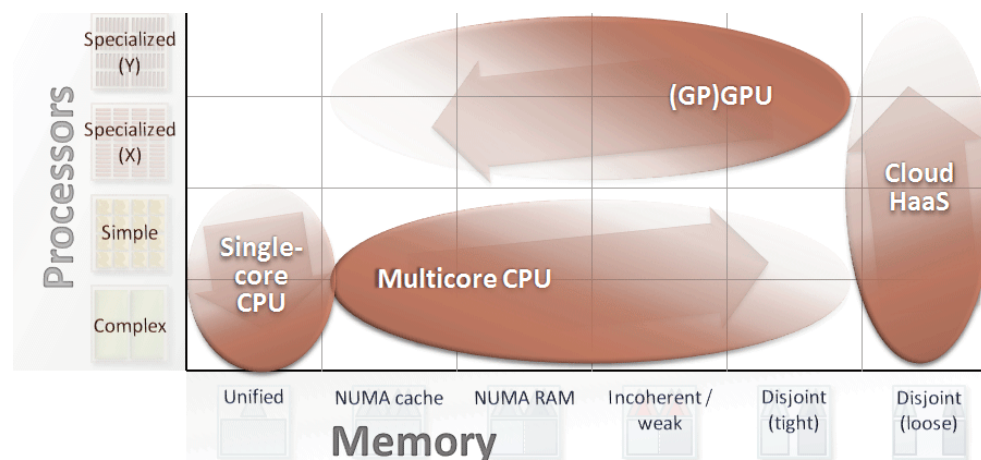 Processors
Specialized
(Y)
Specialized
(X)
Simple
Complex
(GP)GPU
Cloud
HaaS
Single-
core
CPU
Multicore CPU
Unified
NUMA cache
NUMA RAM
Incoherent /
weak
Disjoint
(tight)
Disjoint
(loose)
Memory